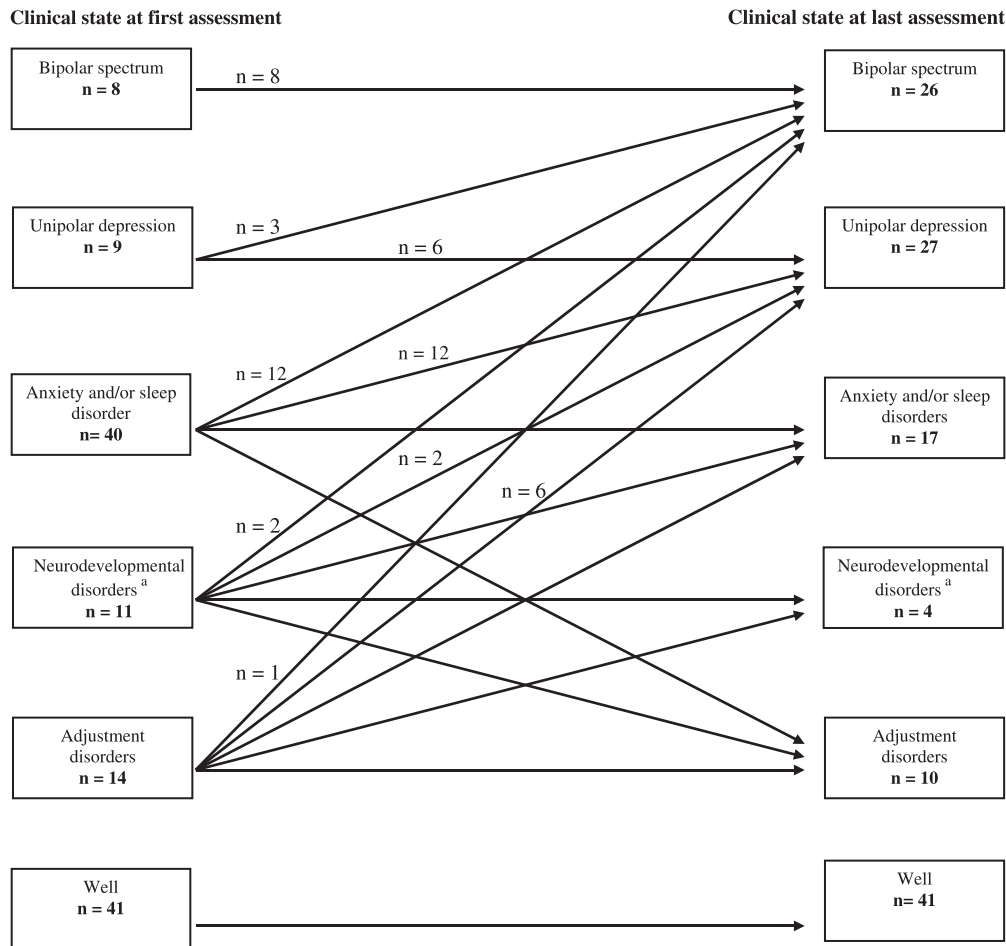 Clinical state at first assessment
Clinical state at last assessment
Bipolar spectrum
n = 8
n = 8
Bipolar spectrum
n = 26
Unipolar depression
n = 9
n = 3
n = 6
Unipolar depression
n = 27
Anxiety and/or sleep
disorder
n= 40
n = 12
n = 12
Anxiety and/or sleep
disorders
n = 17
n = 2
n = 6
n = 2
Neurodevelopmental
disorders a
n = 11
Neurodevelopmental
disorders a
n = 4
n = 1
Adjustment
disorders
n = 14
Adjustment
disorders
n = 10
Well
n = 41
Well
n= 41